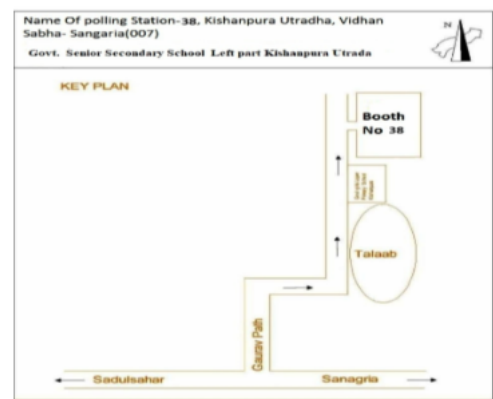 Name Of polling Station-38, Kishanpura Utradha, Vidhan
Sabha- Sangaria(007)
Govt. Senior Secondary School Left part Kishanpura Utrada
N
KEY PLAN
Booth
No 38
Talaab
Gaurav Path
Sadulsahar
Sanagria